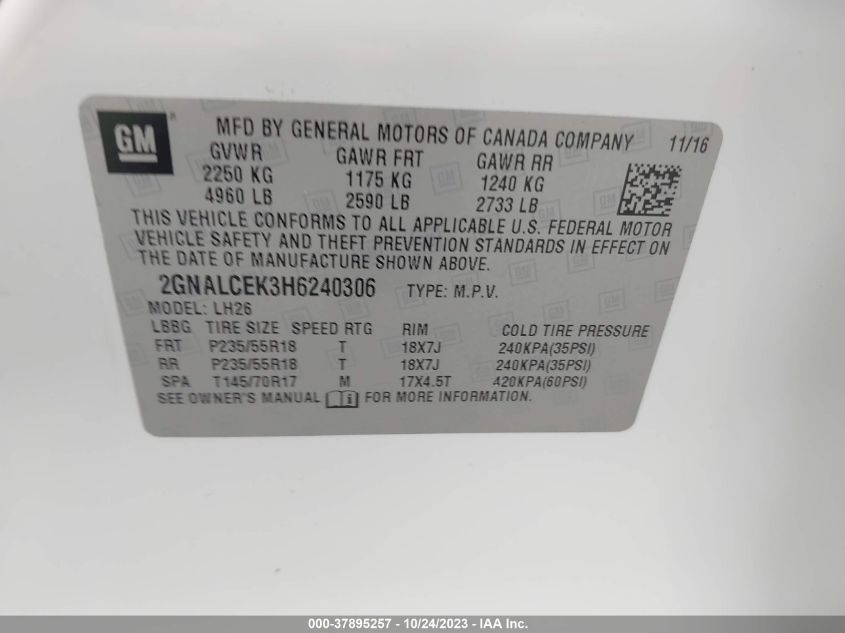 GM
MFD BY GENERAL MOTORS OF CANADA COMPANY 11/16
GVWR GAWR FRT GAWR RR
2250 KG 1175 KG 1240 KG
4960 LB 2590 LB 2733 LB
THIS VEHICLE CONFORMS TO ALL APPLICABLE U.S. FEDERAL MOTOR
VEHICLE SAFETY AND THEFT PREVENTION STANDARDS IN EFFECT ON
THE DATE OF MANUFACTURE SHOWN ABOVE.
2GNALCEK3H6240306 TYPE: M.P.V.
MODEL: LH26
LBBG TIRE SIZE SPEED RTG RIM COLD TIRE PRESSURE
FRT P235/55R18 T 18X7J 240KPA(35PSI)
RR P235/55R18 T 18X7J 240KPA(35PSI)
SPA T145/70R17 M 17X4.5T 420KPA(60PSI)
SEE OWNER'S MANUAL FOR MORE INFORMATION.
000-37895257 - 10/24/2023 - IAA Inc.